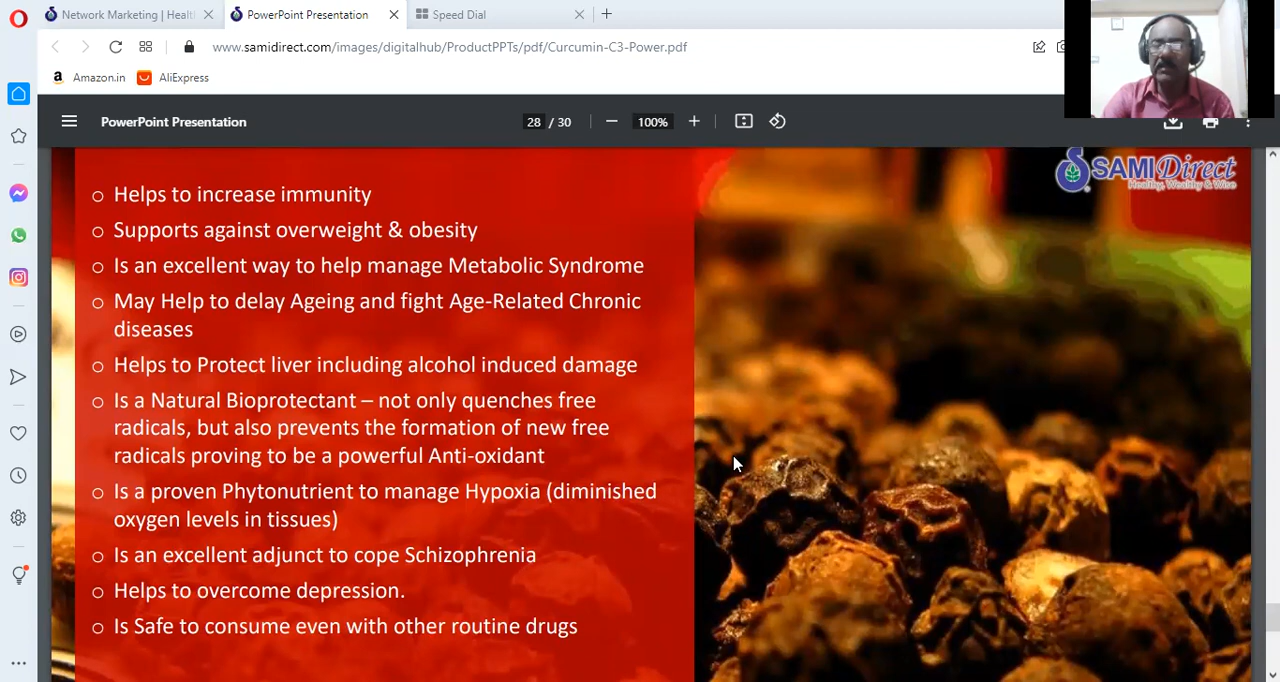 Network Marketing | Healt
PowerPoint Presentation
Speed Dial
www.samidirect.com/images/digitalhub/ProductPPTs/pdf/Curcumin-C3-Power.pdf
Amazon.in
AliExpress
PowerPoint Presentation
28 / 30
100%
SAMIDirect
Healthy, Wealthy & Wise
Helps to increase immunity
Supports against overweight & obesity
Is an excellent way to help manage Metabolic Syndrome
May Help to delay Ageing and fight Age-Related Chronic
diseases
Helps to Protect liver including alcohol induced damage
Is a Natural Bioprotectant – not only quenches free
radicals, but also prevents the formation of new free
radicals proving to be a powerful Anti-oxidant
Is a proven Phytonutrient to manage Hypoxia (diminished
oxygen levels in tissues)
Is an excellent adjunct to cope Schizophrenia
Helps to overcome depression.
Is Safe to consume even with other routine drugs